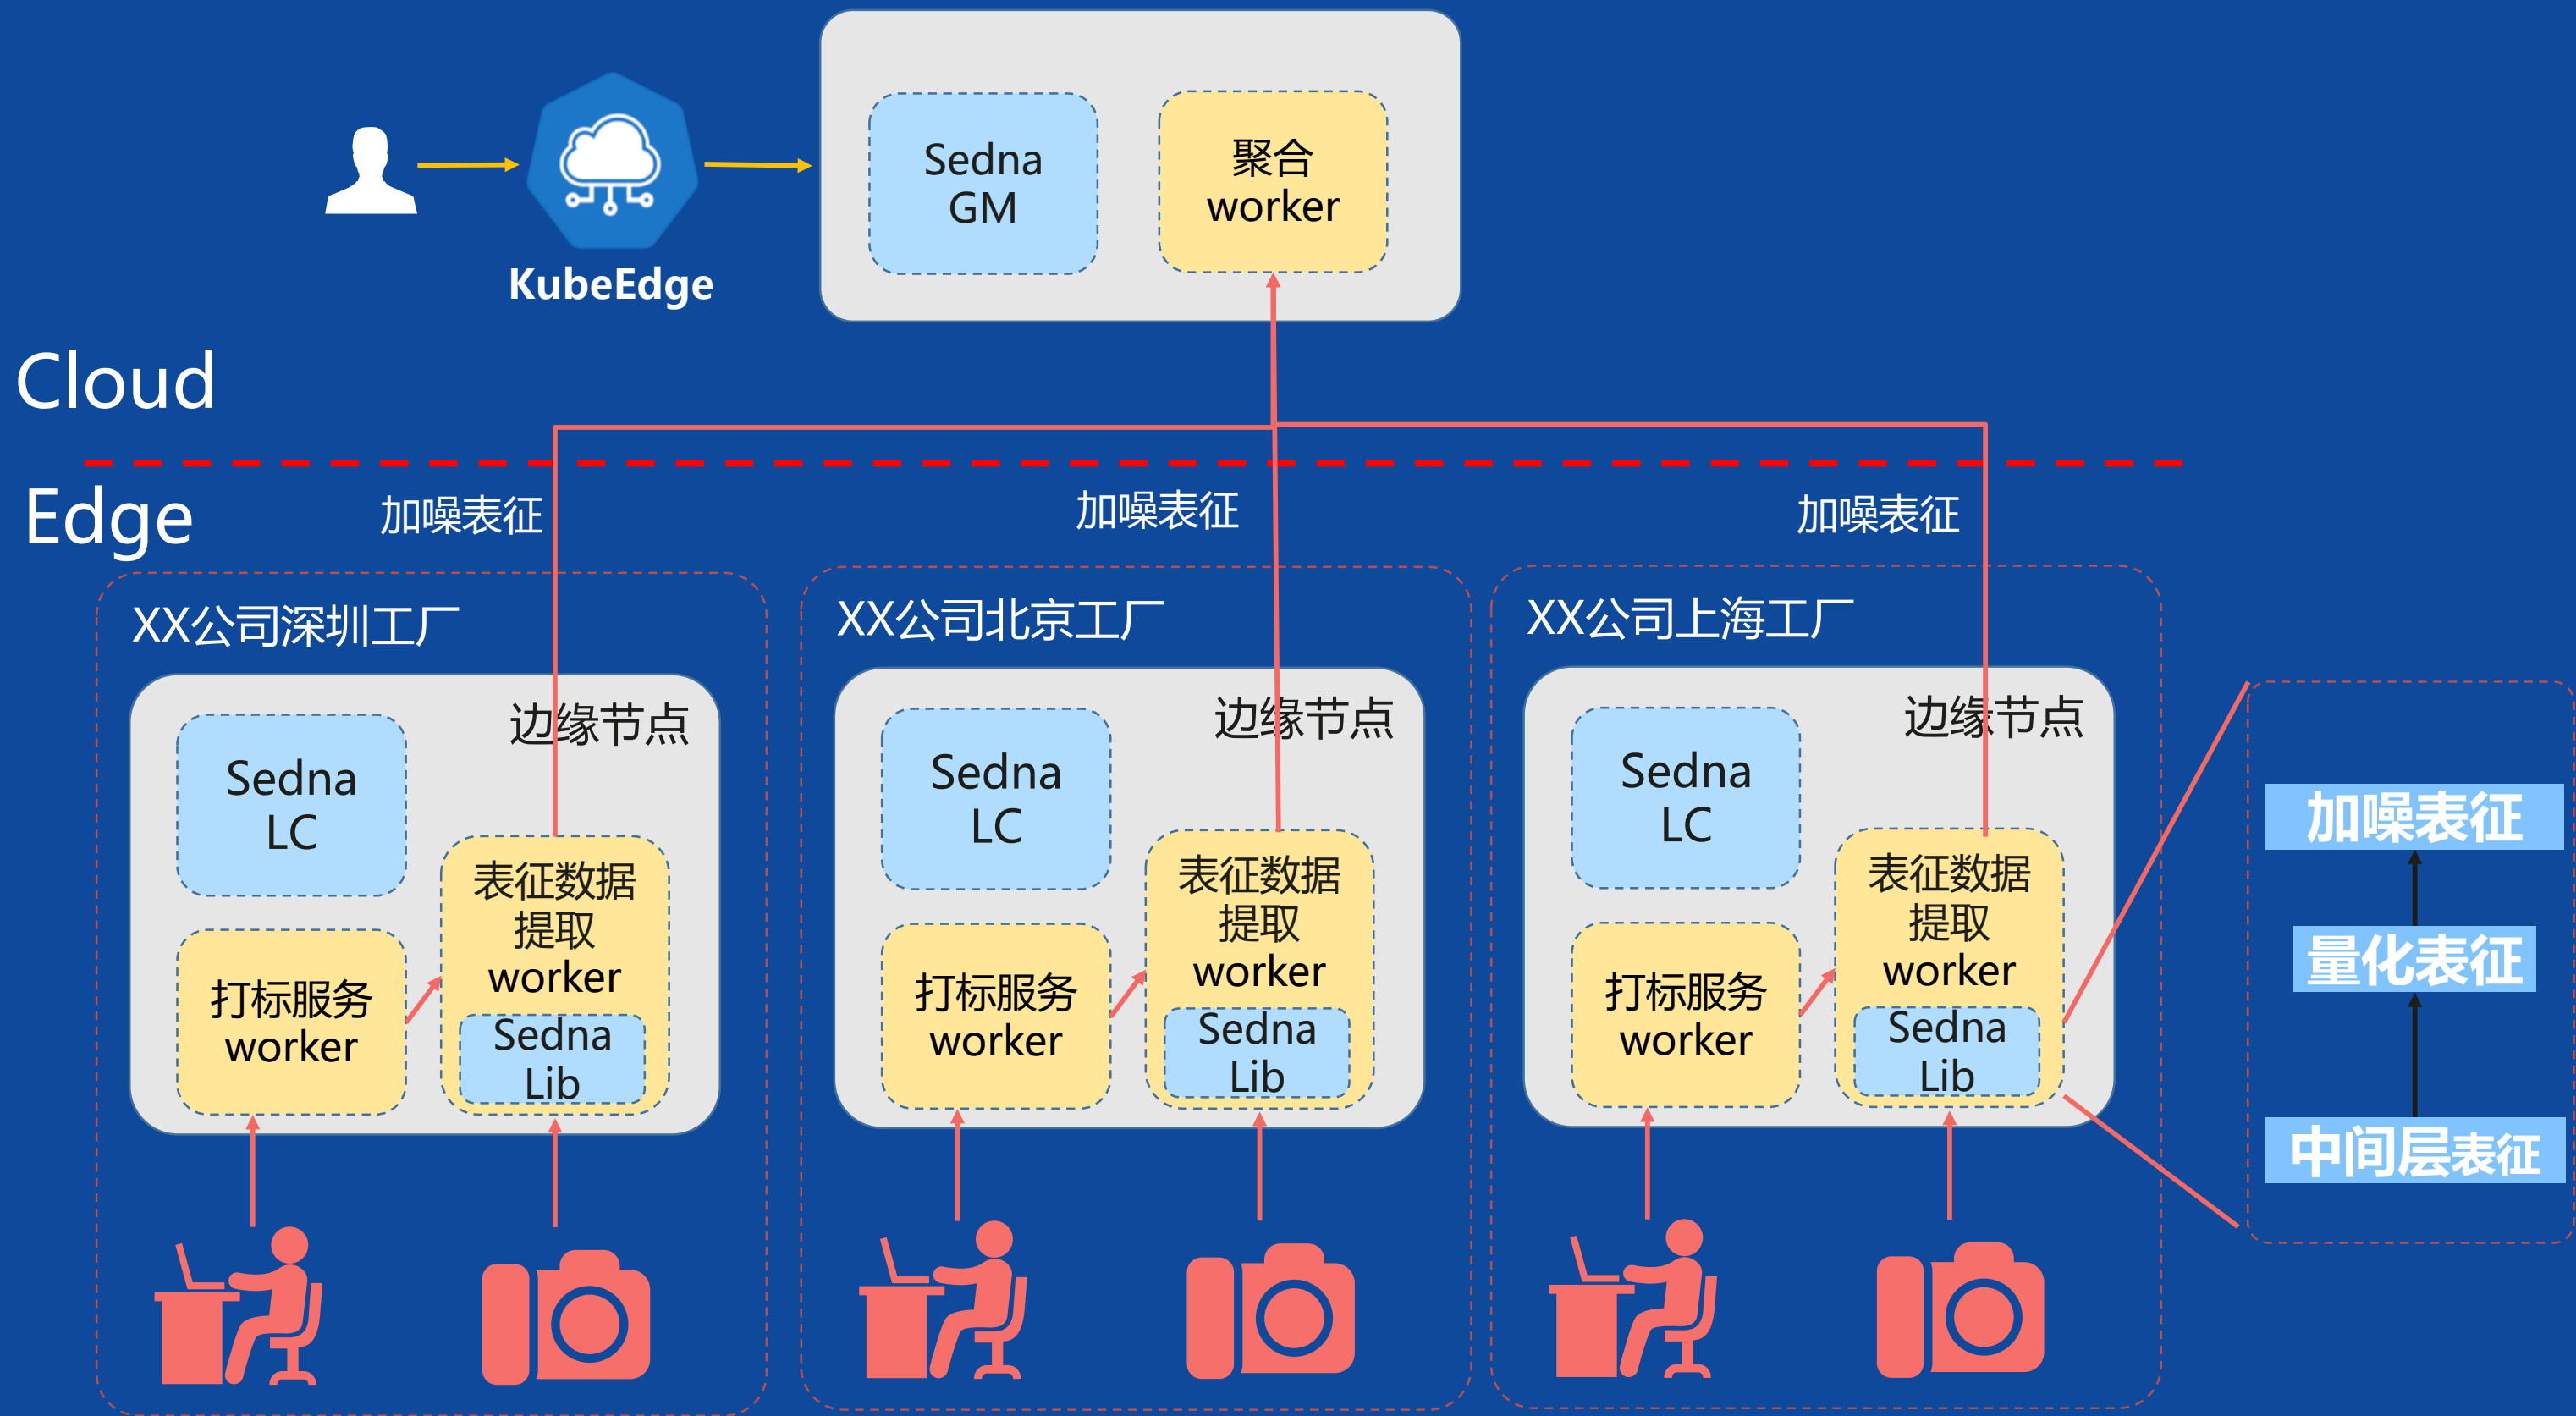 Sedna
GM
聚合
worker
KubeEdge
Cloud
Edge
加噪表征
加噪表征
加噪表征
XX公司深圳工厂
边缘节点
Sedna
LC
表征数据
提取
worker
Sedna
Lib
打标服务
worker
XX公司北京工厂
边缘节点
Sedna
LC
表征数据
提取
worker
Sedna
Lib
打标服务
worker
XX公司上海工厂
边缘节点
Sedna
LC
表征数据
提取
worker
Sedna
Lib
打标服务
worker
加噪表征
量化表征
中间层表征